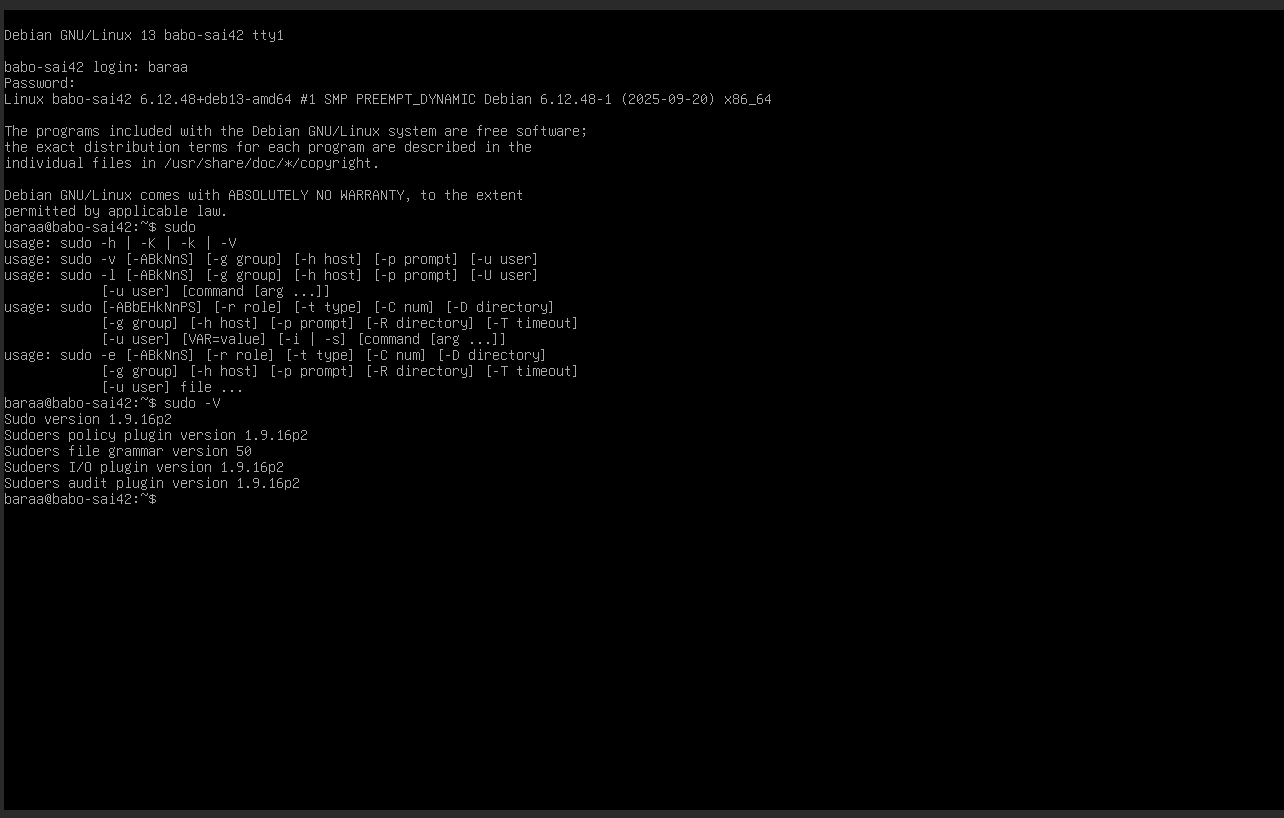 Debian GNU/Linux 13 babo-sai42 tty1
babo-sai42 login: baraa
Password:
Linux babo-sai42 6.12.48+deb13-amd64 #1 SMP PREEMPT_DYNAMIC Debian 6.12.48-1 (2025-09-20) x86_64
The programs included with the Debian GNU/Linux system are free software;
the exact distribution terms for each program are described in the
individual files in /usr/share/doc/*/copyright.
Debian GNU/Linux comes with ABSOLUTELY NO WARRANTY, to the extent
permitted by applicable law.
baraa@babo-sai42:~$ sudo
usage: sudo -h | -K | -k | -V
usage: sudo -v [-ABkNnS] [-g group] [-h host] [-p prompt] [-u user]
usage: sudo -l [-ABkNnS] [-g group] [-h host] [-p prompt] [-U user]
            [-u user] [command [arg ...]]
usage: sudo [-ABbEHkNnPS] [-r role] [-t type] [-C num] [-D directory]
            [-g group] [-h host] [-p prompt] [-R directory] [-T timeout]
            [-u user] [VAR=value] [-i | -s] [command [arg ...]]
usage: sudo -e [-ABkNnS] [-r role] [-t type] [-C num] [-D directory]
            [-g group] [-h host] [-p prompt] [-R directory] [-T timeout]
            [-u user] file ...
baraa@babo-sai42:~$ sudo -V
Sudo version 1.9.16p2
Sudoers policy plugin version 1.9.16p2
Sudoers file grammar version 50
Sudoers I/O plugin version 1.9.16p2
Sudoers audit plugin version 1.9.16p2
baraa@babo-sai42:~$